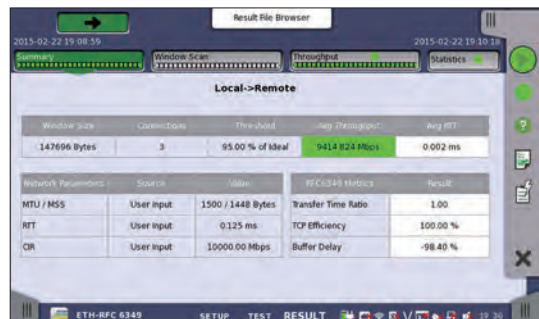 Result File Browser
2015-02-22 19:08:59
2015-02-22 19:10:18
Summary
Window Scan
Throughput
Statistics
Local->Remote
Window Size Connections Threshold Avg Throughput Avg RTT
147696 Bytes 3 95.00 % of Ideal 9414.824 Mbps 0.002 ms
Network Parameters Source Value
RFC6349 Metrics Result
MTU / MSS User Input 1500 / 1448 Bytes
Transfer Time Ratio 1.00
RTT User Input 0.125 ms
TCP Efficiency 100.00 %
CIR User Input 10000.00 Mbps
Buffer Delay -98.40 %
ETH-RFC 6349 SETUP TEST RESULT 19:30